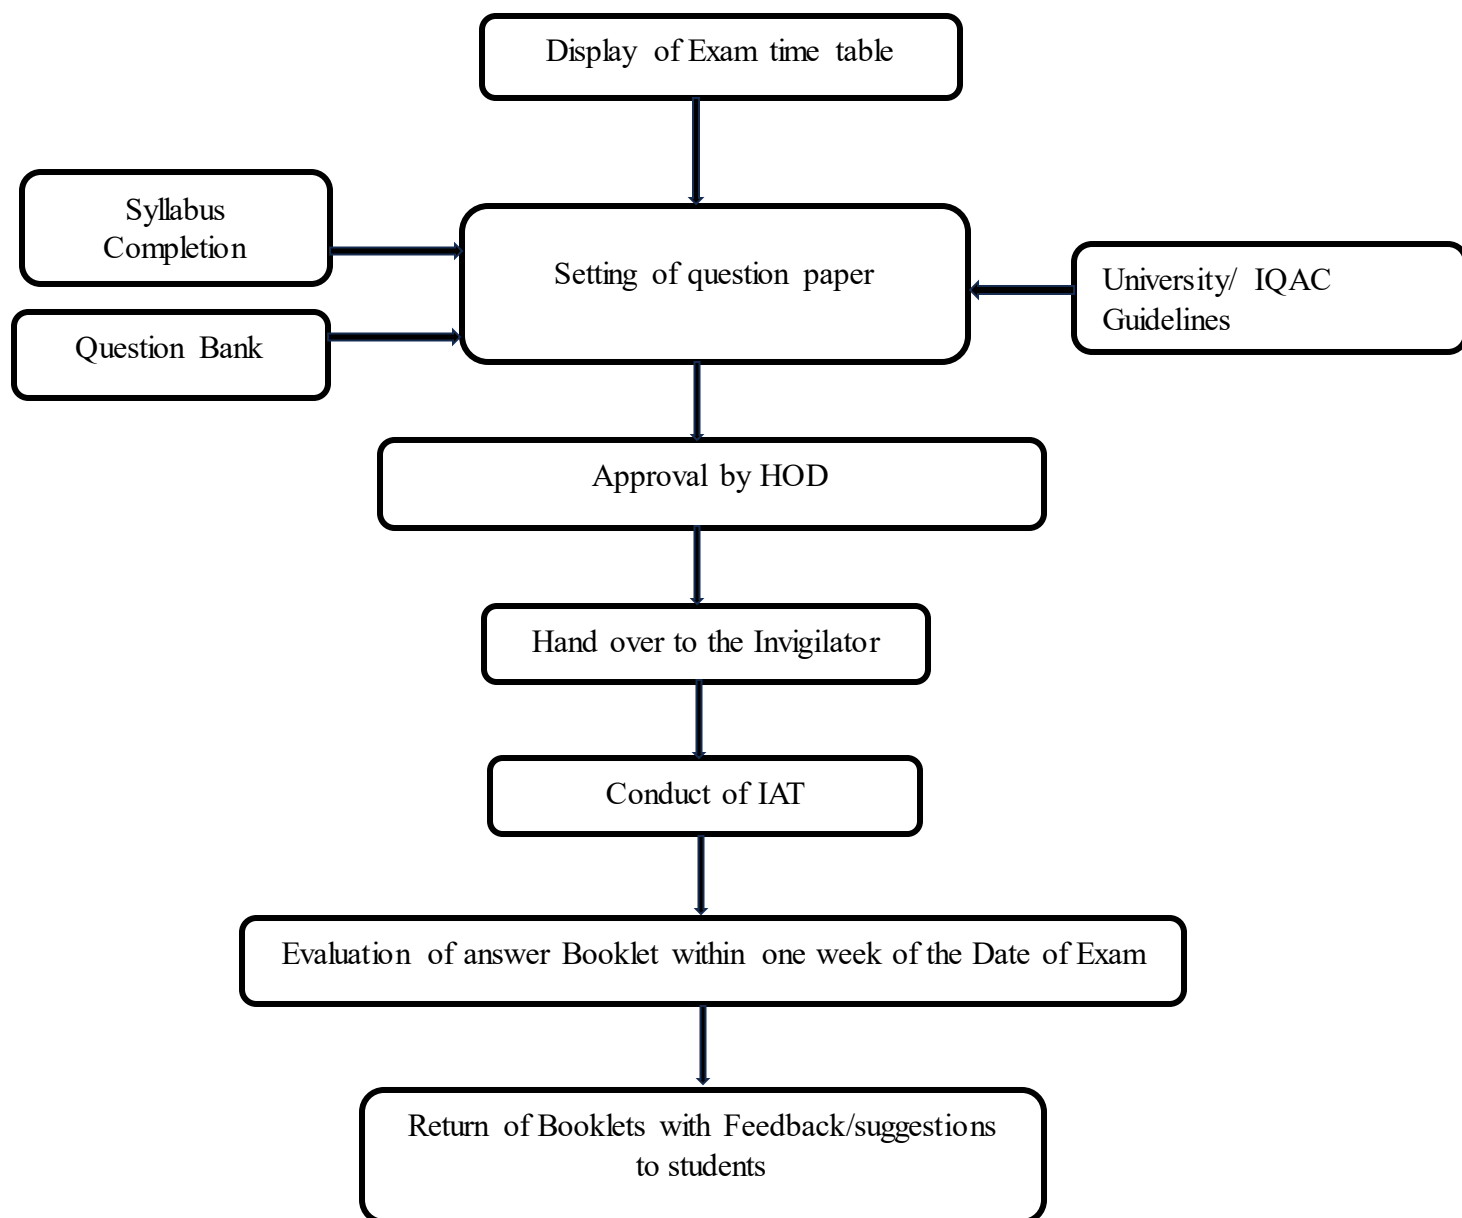 Display of Exam time table
Syllabus
Completion
Setting of question paper
University/ IQAC
Guidelines
Question Bank
Approval by HOD
Hand over to the Invigilator
Conduct of IAT
Evaluation of answer Booklet within one week of the Date of Exam
Return of Booklets with Feedback/suggestions
to students